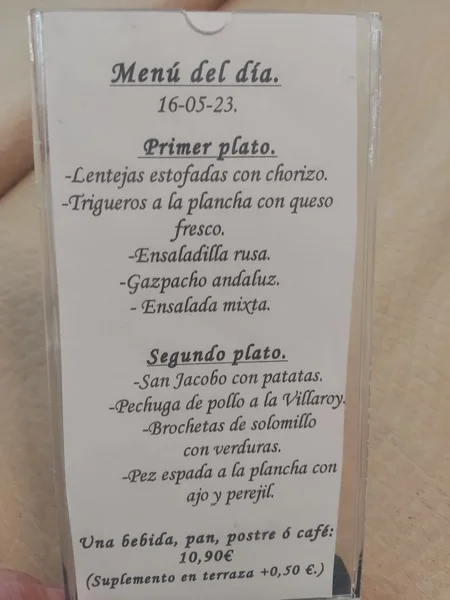 Menú del día.
16-05-23.
Primer plato.
-Lentejas estofadas con chorizo.
-Trigueros a la plancha con queso
fresco.
-Ensaladilla rusa.
-Gazpacho andaluz.
- Ensalada mixta.
Segundo plato.
-San Jacobo con patatas.
-Pechuga de pollo a la Villaroy.
-Brochetas de solomillo
con verduras.
-Pez espada a la plancha con
ajo y perejil.
Una bebida, pan, postre ó café:
10,90€
(Suplemento en terraza +0,50 €.)